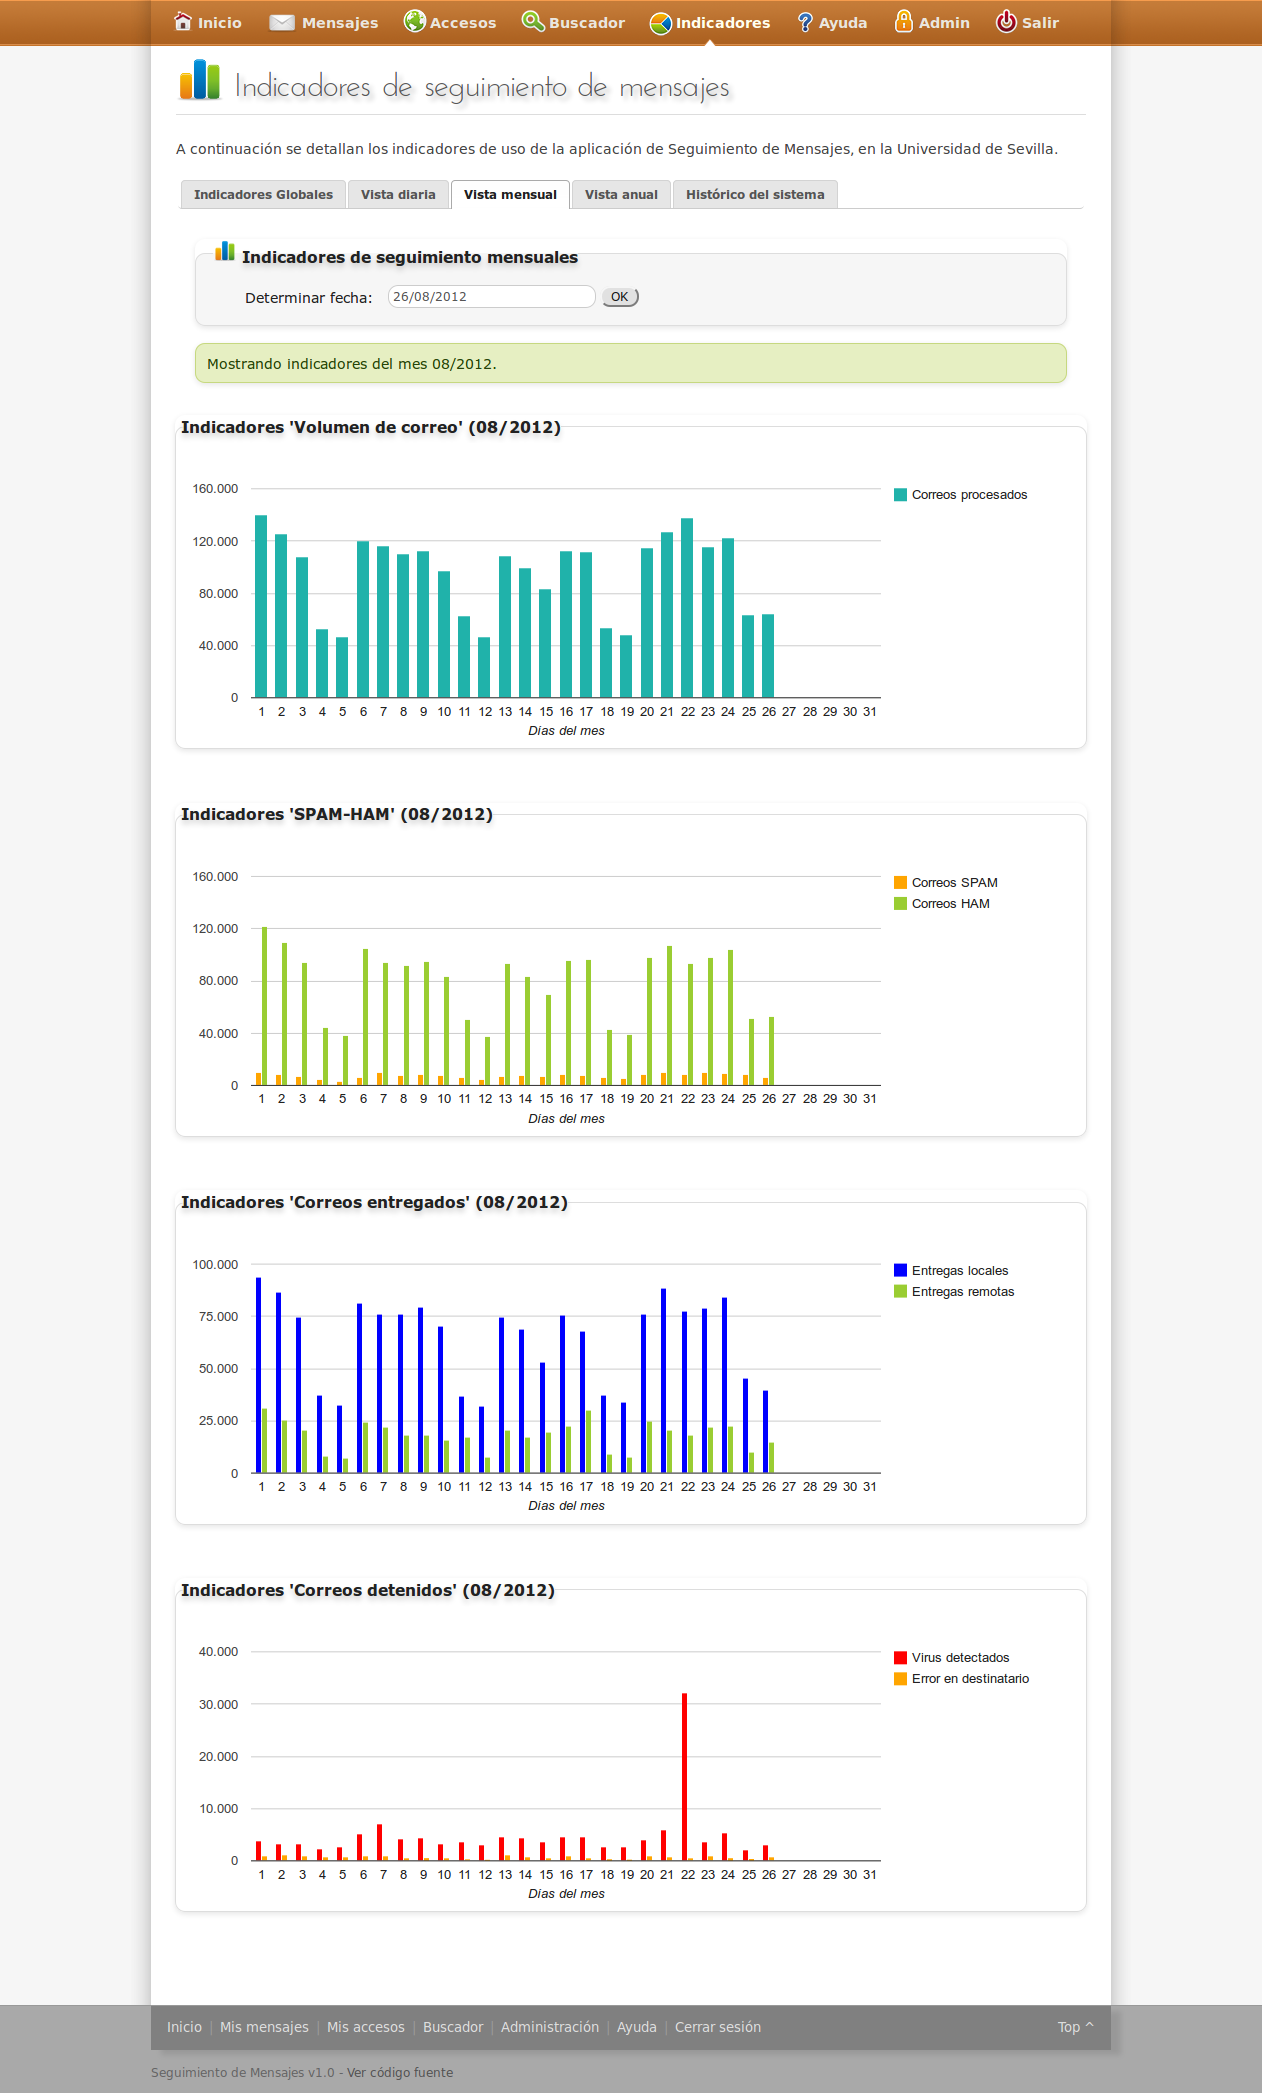 Inicio Mensajes Accesos Buscador Indicadores Ayuda Admin Salir
Indicadores de seguimiento de mensajes
A continuación se detallan los indicadores de uso de la aplicación de Seguimiento de Mensajes, en la Universidad de Sevilla.
Indicadores Globales Vista diaria Vista mensual Vista anual Histórico del sistema
Indicadores de seguimiento mensuales
Determinar fecha: 26/08/2012 OK
Mostrando indicadores del mes 08/2012.
Indicadores 'Volumen de correo' (08/2012)
160.000 Correos procesados
120.000
80.000
40.000
0
1 2 3 4 5 6 7 8 9 10 11 12 13 14 15 16 17 18 19 20 21 22 23 24 25 26 27 28 29 30 31
Días del mes
Indicadores 'SPAM-HAM' (08/2012)
160.000 Correos SPAM
Correos HAM
120.000
80.000
40.000
0
1 2 3 4 5 6 7 8 9 10 11 12 13 14 15 16 17 18 19 20 21 22 23 24 25 26 27 28 29 30 31
Días del mes
Indicadores 'Correos entregados' (08/2012)
100.000 Entregas locales
Entregas remotas
75.000
50.000
25.000
0
1 2 3 4 5 6 7 8 9 10 11 12 13 14 15 16 17 18 19 20 21 22 23 24 25 26 27 28 29 30 31
Días del mes
Indicadores 'Correos detenidos' (08/2012)
40.000 Virus detectados
Error en destinatario
30.000
20.000
10.000
0
1 2 3 4 5 6 7 8 9 10 11 12 13 14 15 16 17 18 19 20 21 22 23 24 25 26 27 28 29 30 31
Días del mes
Inicio | Mis mensajes | Mis accesos | Buscador | Administración | Ayuda | Cerrar sesión Top ^
Seguimiento de Mensajes v1.0 - Ver código fuente